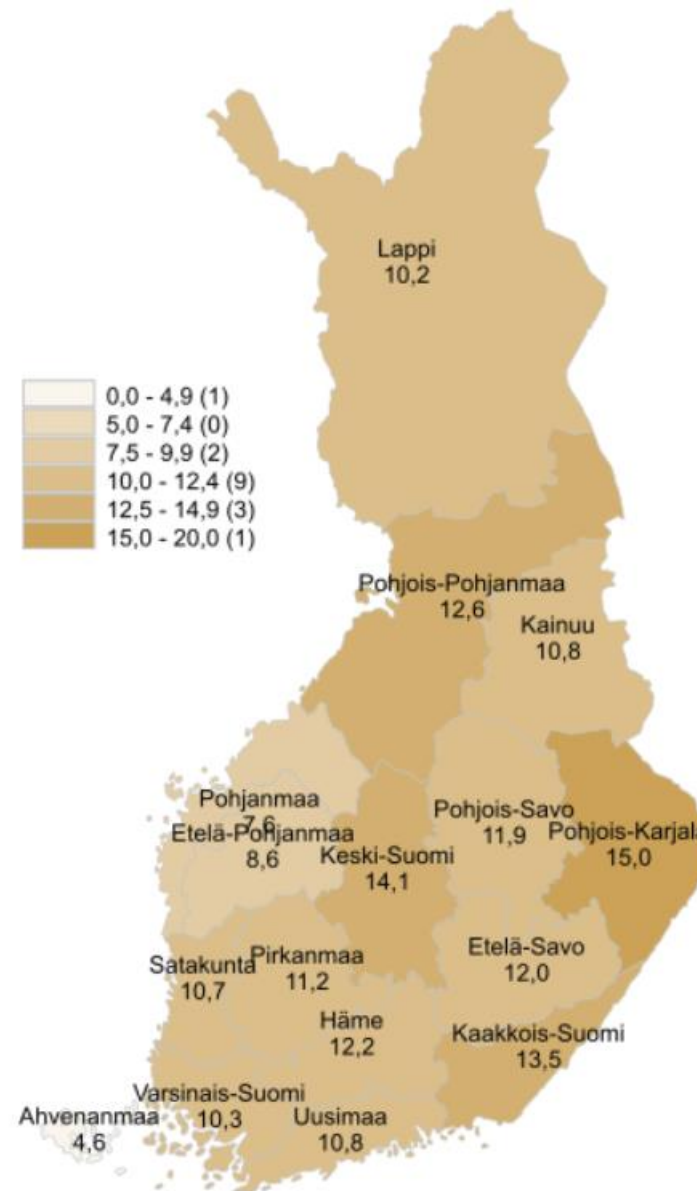 Lappi
10,2
0,0 - 4,9 (1)
5,0 - 7,4 (0)
7,5 - 9,9 (2)
10,0 - 12,4 (9)
12,5 - 14,9 (3)
15,0 - 20,0 (1)
Pohjois-Pohjanmaa
12,6
Kainuu
10,8
Pohjanmaa
7,6
Etelä-Pohjanmaa
8,6
Keski-Suomi
14,1
Pohjois-Savo
11,9
Pohjois-Karjala
15,0
Satakunta
10,7
Pirkanmaa
11,2
Etelä-Savo
12,0
Häme
12,2
Kaakkois-Suomi
13,5
Ahvenanmaa
4,6
Varsinais-Suomi
10,3
Uusimaa
10,8